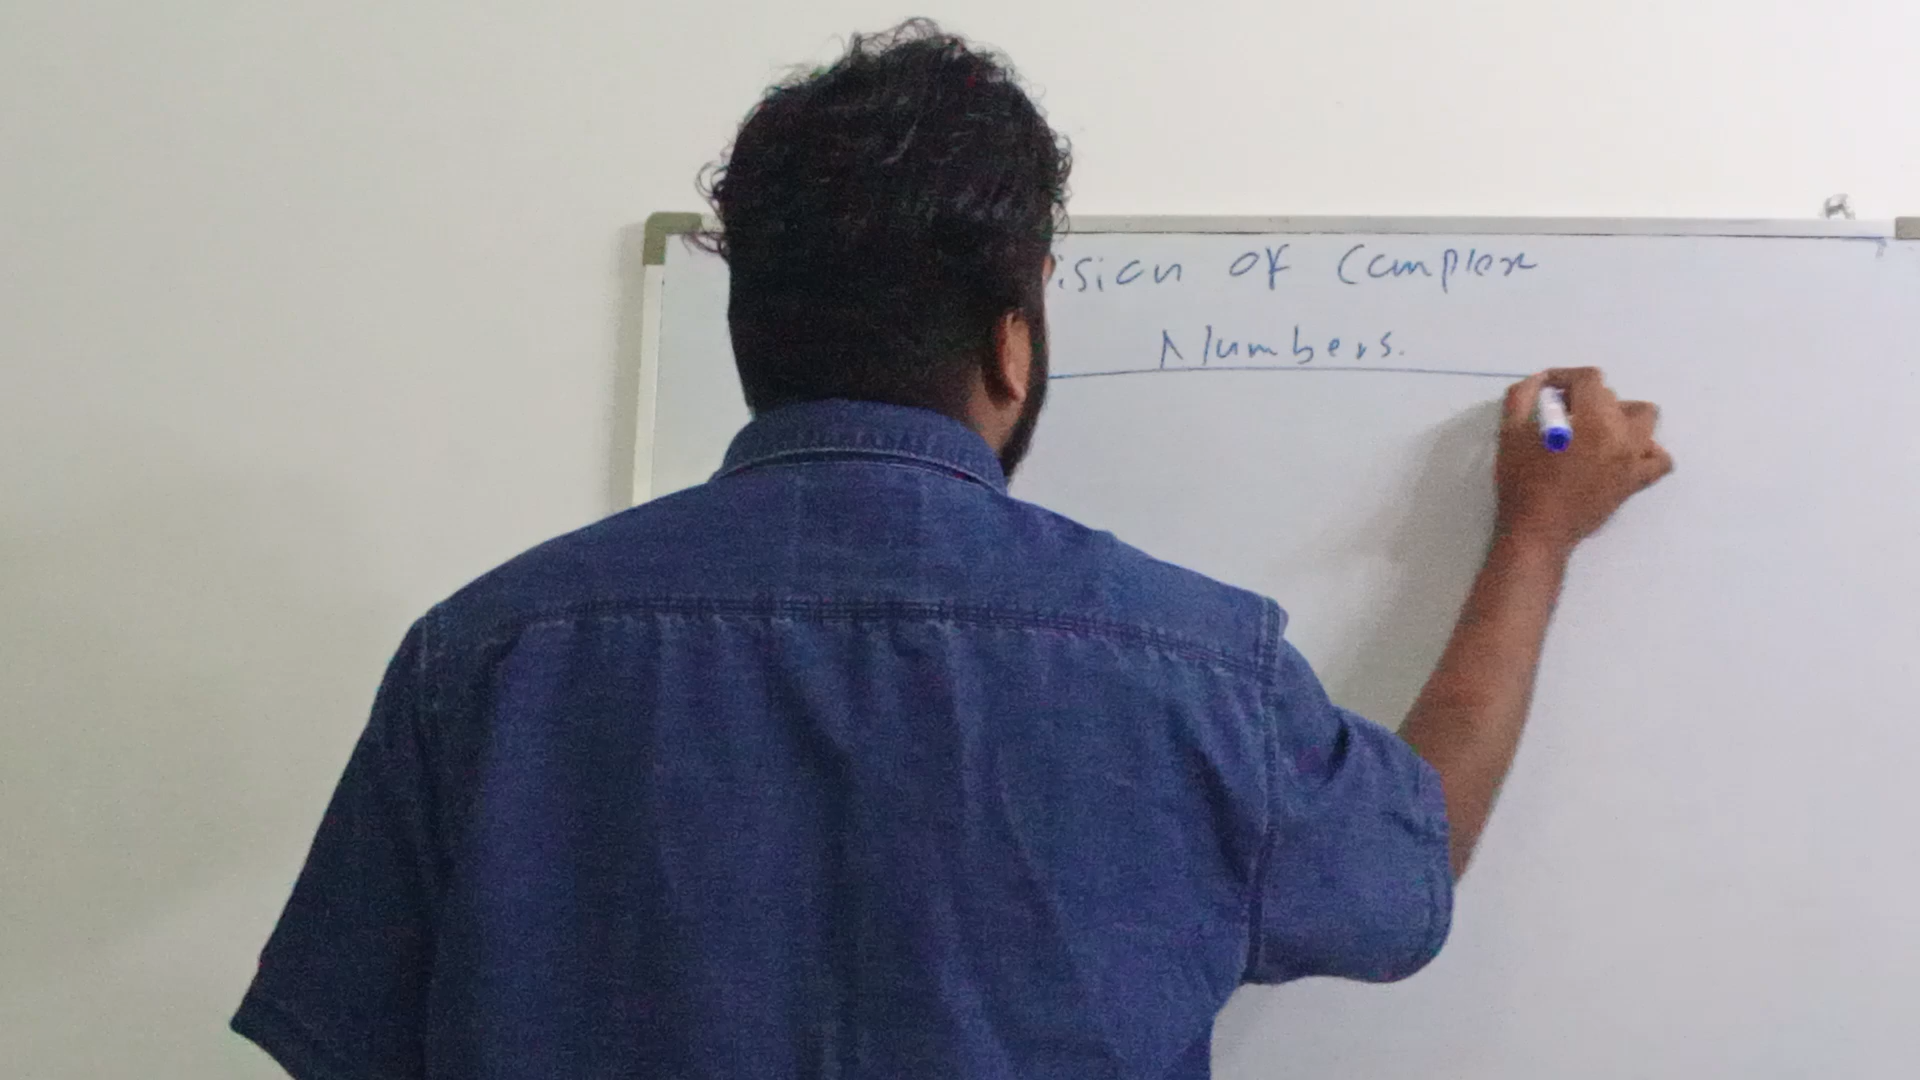 ision of Complex
Numbers.